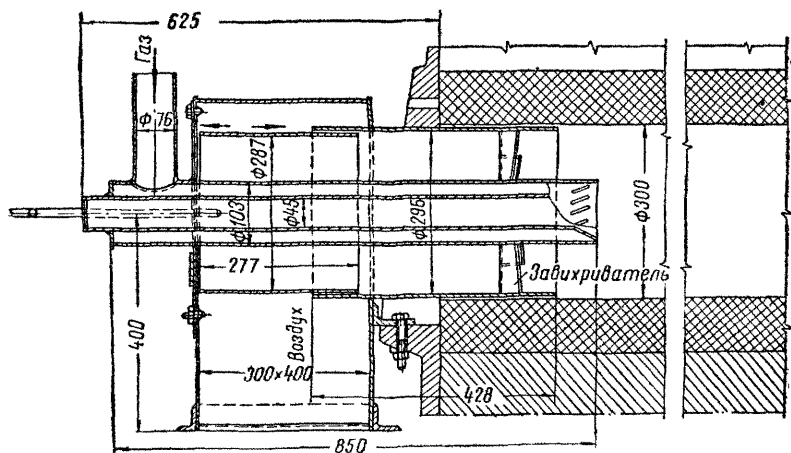 625
Газ
Ф76
Ф287
Ф103
Ф45
Ф295
Ф300
277
Завихриватель
400
Воздух
300×400
428
850